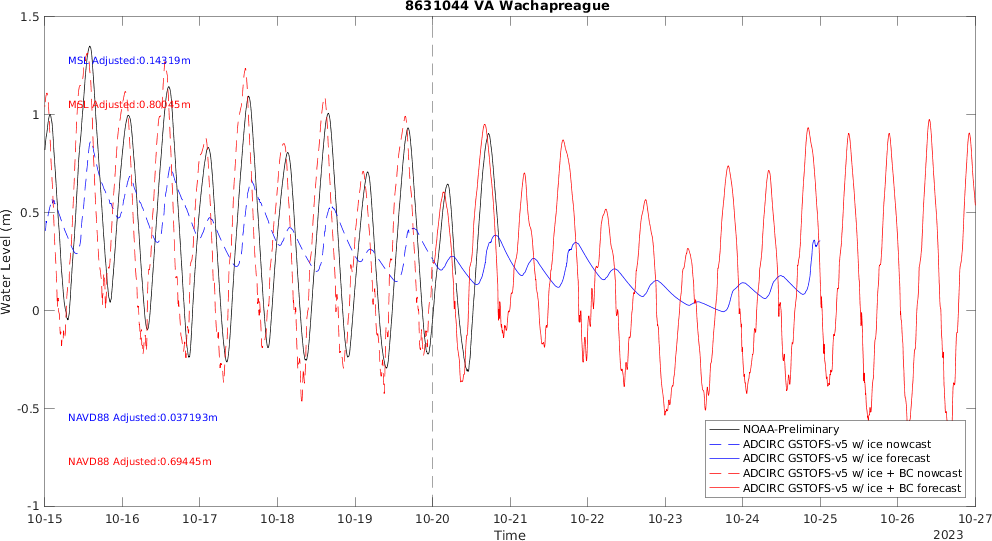 8631044 VA Wachapreague
1.5
1
0.5
0
-0.5
-1
Water Level (m)
MSL Adjusted:0.14319m
MSL Adjusted:0.80045m
NAVD88 Adjusted:0.037193m
NAVD88 Adjusted:0.69445m
NOAA-Preliminary
ADCIRC GSTOFS-v5 w/ ice nowcast
ADCIRC GSTOFS-v5 w/ ice forecast
ADCIRC GSTOFS-v5 w/ ice + BC nowcast
ADCIRC GSTOFS-v5 w/ ice + BC forecast
10-15 10-16 10-17 10-18 10-19 10-20 10-21 10-22 10-23 10-24 10-25 10-26 10-27
Time
2023